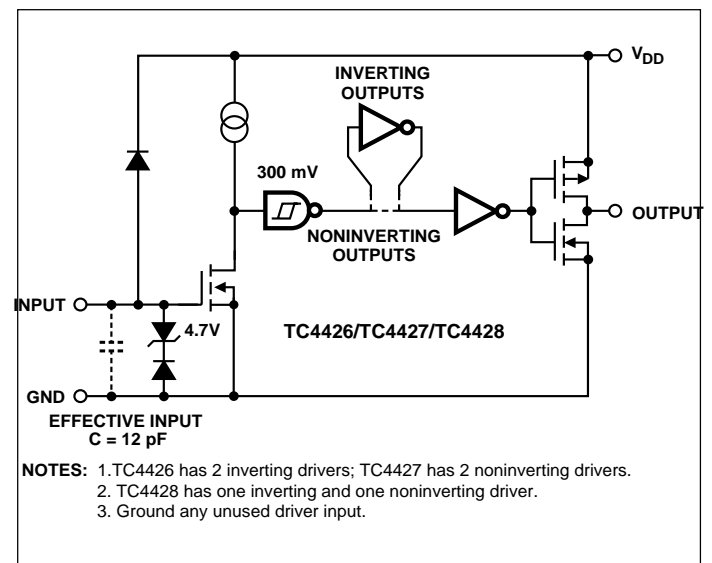 V_DD
INVERTING
OUTPUTS
300 mV
OUTPUT
NONINVERTING
OUTPUTS
INPUT
4.7V
TC4426/TC4427/TC4428
GND
EFFECTIVE INPUT
C = 12 pF
NOTES: 1.TC4426 has 2 inverting drivers; TC4427 has 2 noninverting drivers.
2. TC4428 has one inverting and one noninverting driver.
3. Ground any unused driver input.